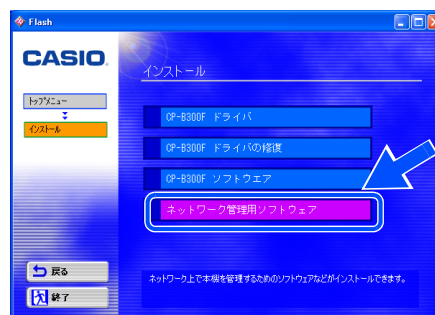 Flash
CASIO.
インストール
トップメニュー
インストール
CP-B300F ドライバ
CP-B300F ドライバの修復
CP-B300F ソフトウエア
ネットワーク管理用ソフトウェア
戻る
終了
ネットワーク上で本機を管理するためのソフトウェアなどがインストールできます。